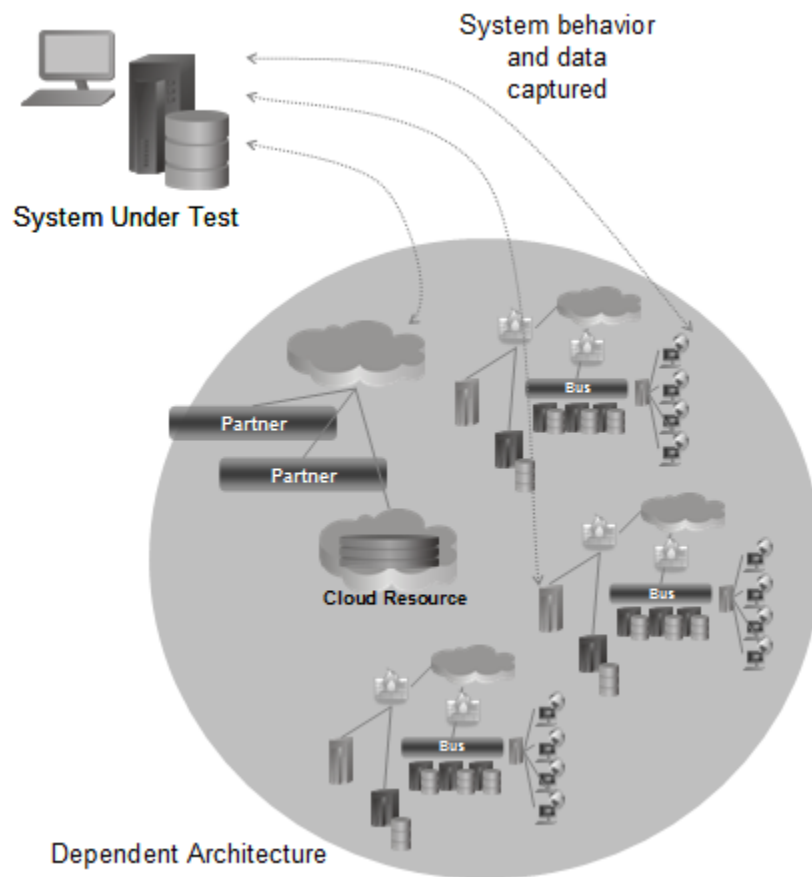 System behavior
and data
captured
System Under Test
Bus
Partner
Partner
Cloud Resource
Bus
Bus
Dependent Architecture